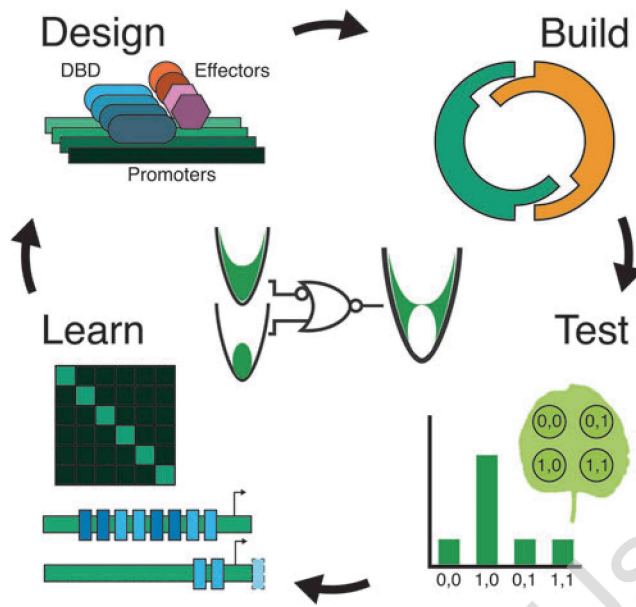 Design
DBD
Effectors
Promoters
Build
Learn
Test
0,0
0,1
1,0
1,1
0,0
1,0
0,1
1,1